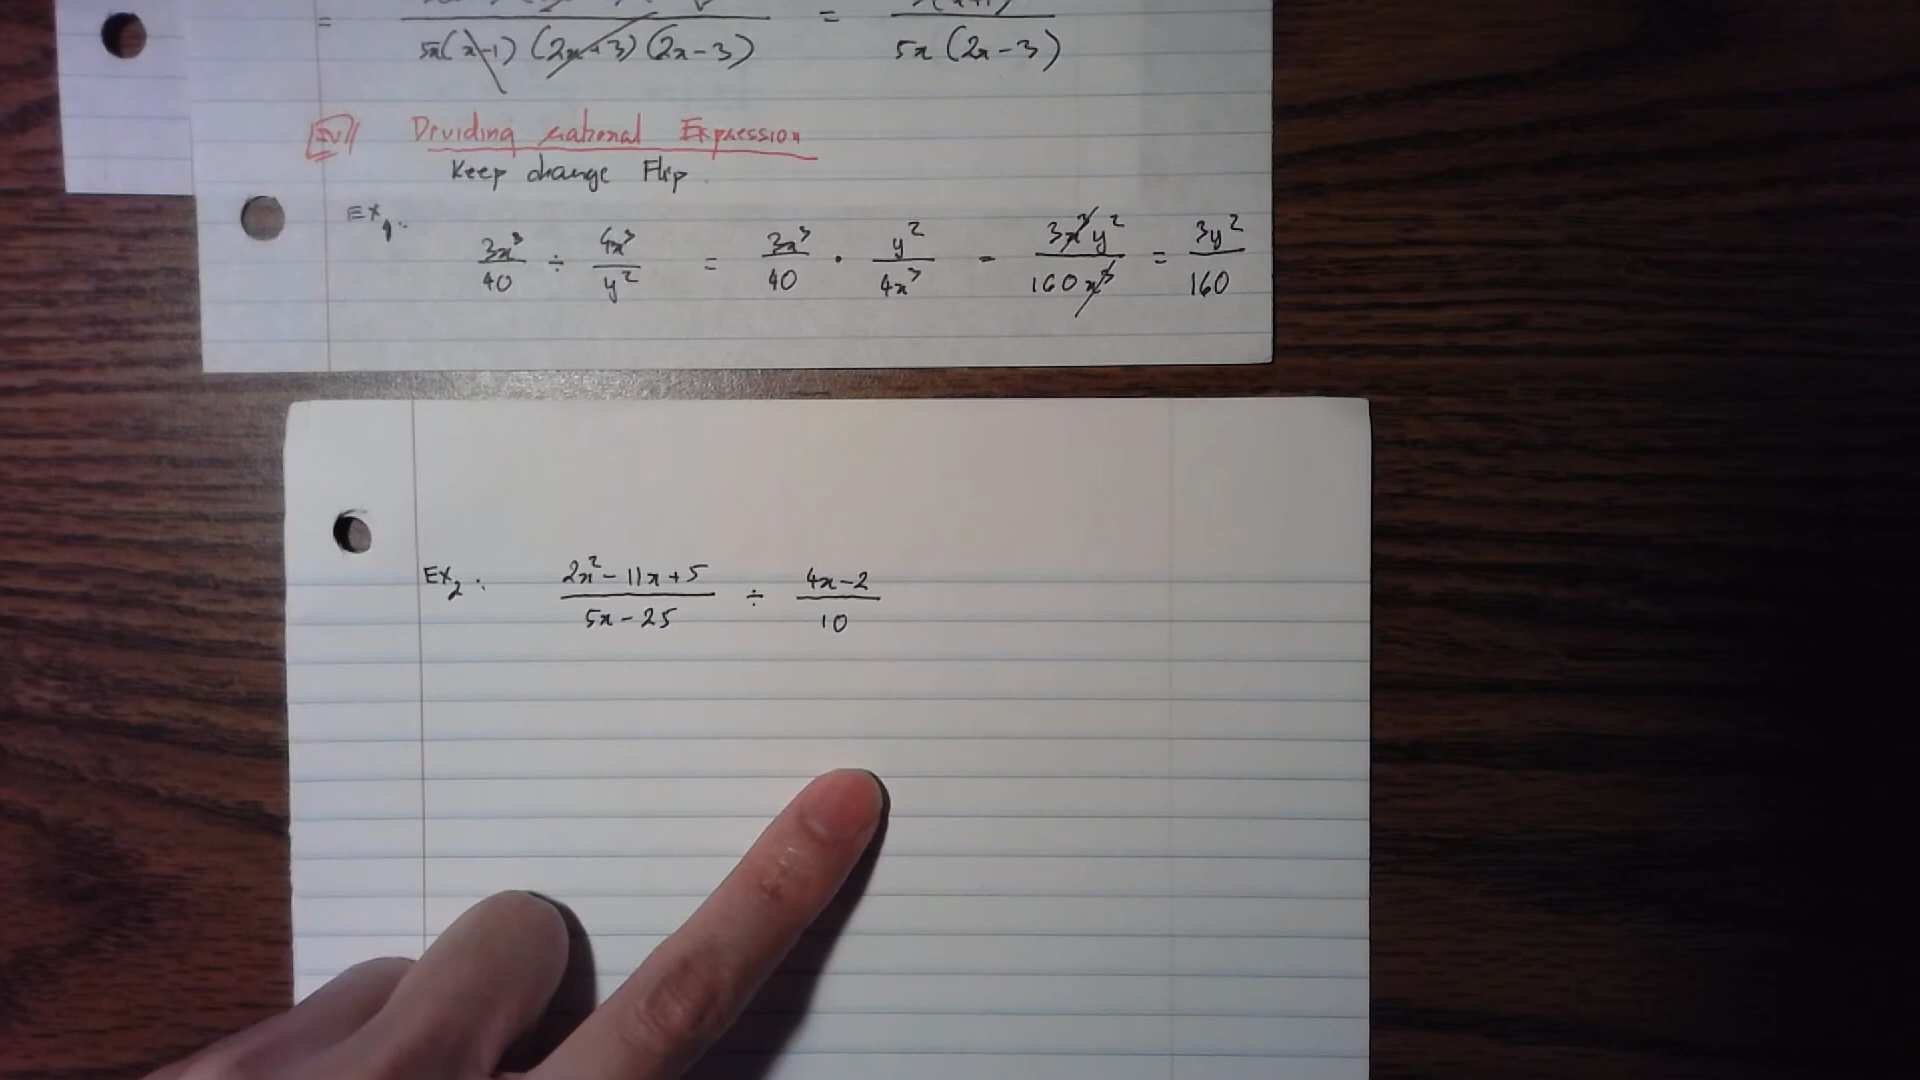 = 5x(x-1)(2x+3)(2x-3) = 5x(2x-3)
IV Dividing rational Expression
Keep change Flip.
EX1: 3x³/40 ÷ 4x³/y² = 3x³/40 · y²/4x³ = 3x³y²/160x³ = 3y²/160
EX2: 2x²-11x+5/5x-25 ÷ 4x-2/10